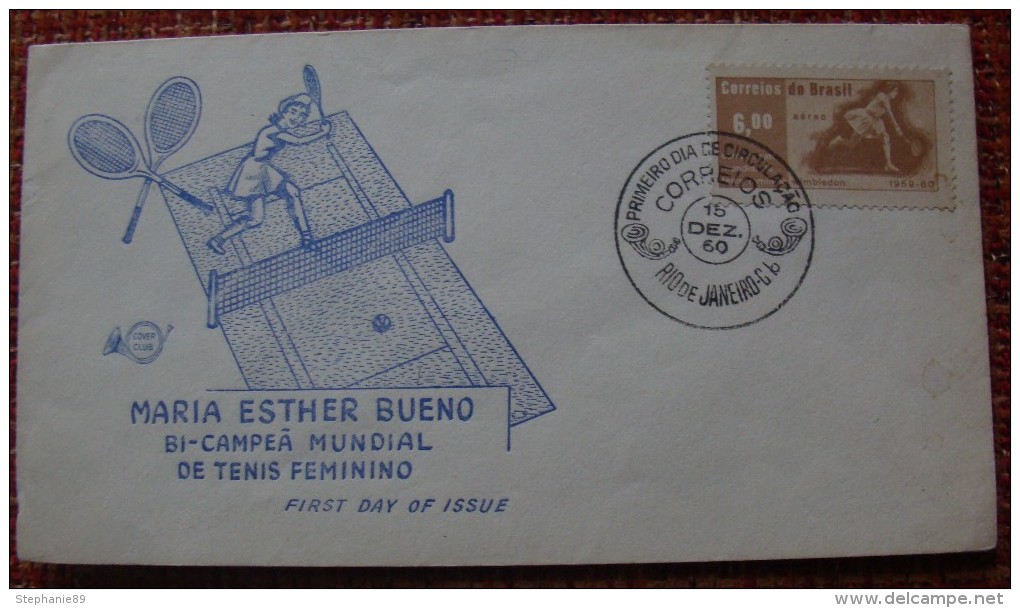 Correios do Brasil
aéreo
6,00
Wimbledon
1959-60
PRIMEIRO DIA DE CIRCULAÇÃO
CORREIOS
15
DEZ.
60
RIO DE JANEIRO-Gb
COVER
CLUB
MARIA ESTHER BUENO
BI-CAMPEÃ MUNDIAL
DE TENIS FEMININO
FIRST DAY OF ISSUE
Stephanie89
delcampe.net